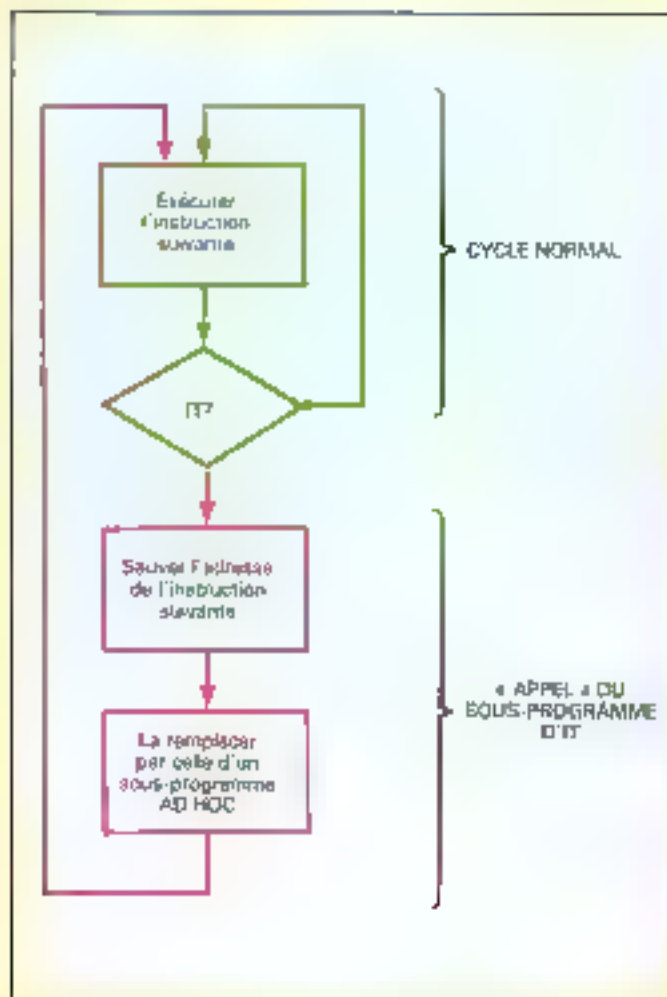 Exécuter
l'instruction
suivante
CYCLE NORMAL
IT?
Sauver l'adresse
de l'instruction
suivante
« APPEL » DU
SOUS-PROGRAMME
D'IT
La remplacer
par celle d'un
sous-programme
AD HOC